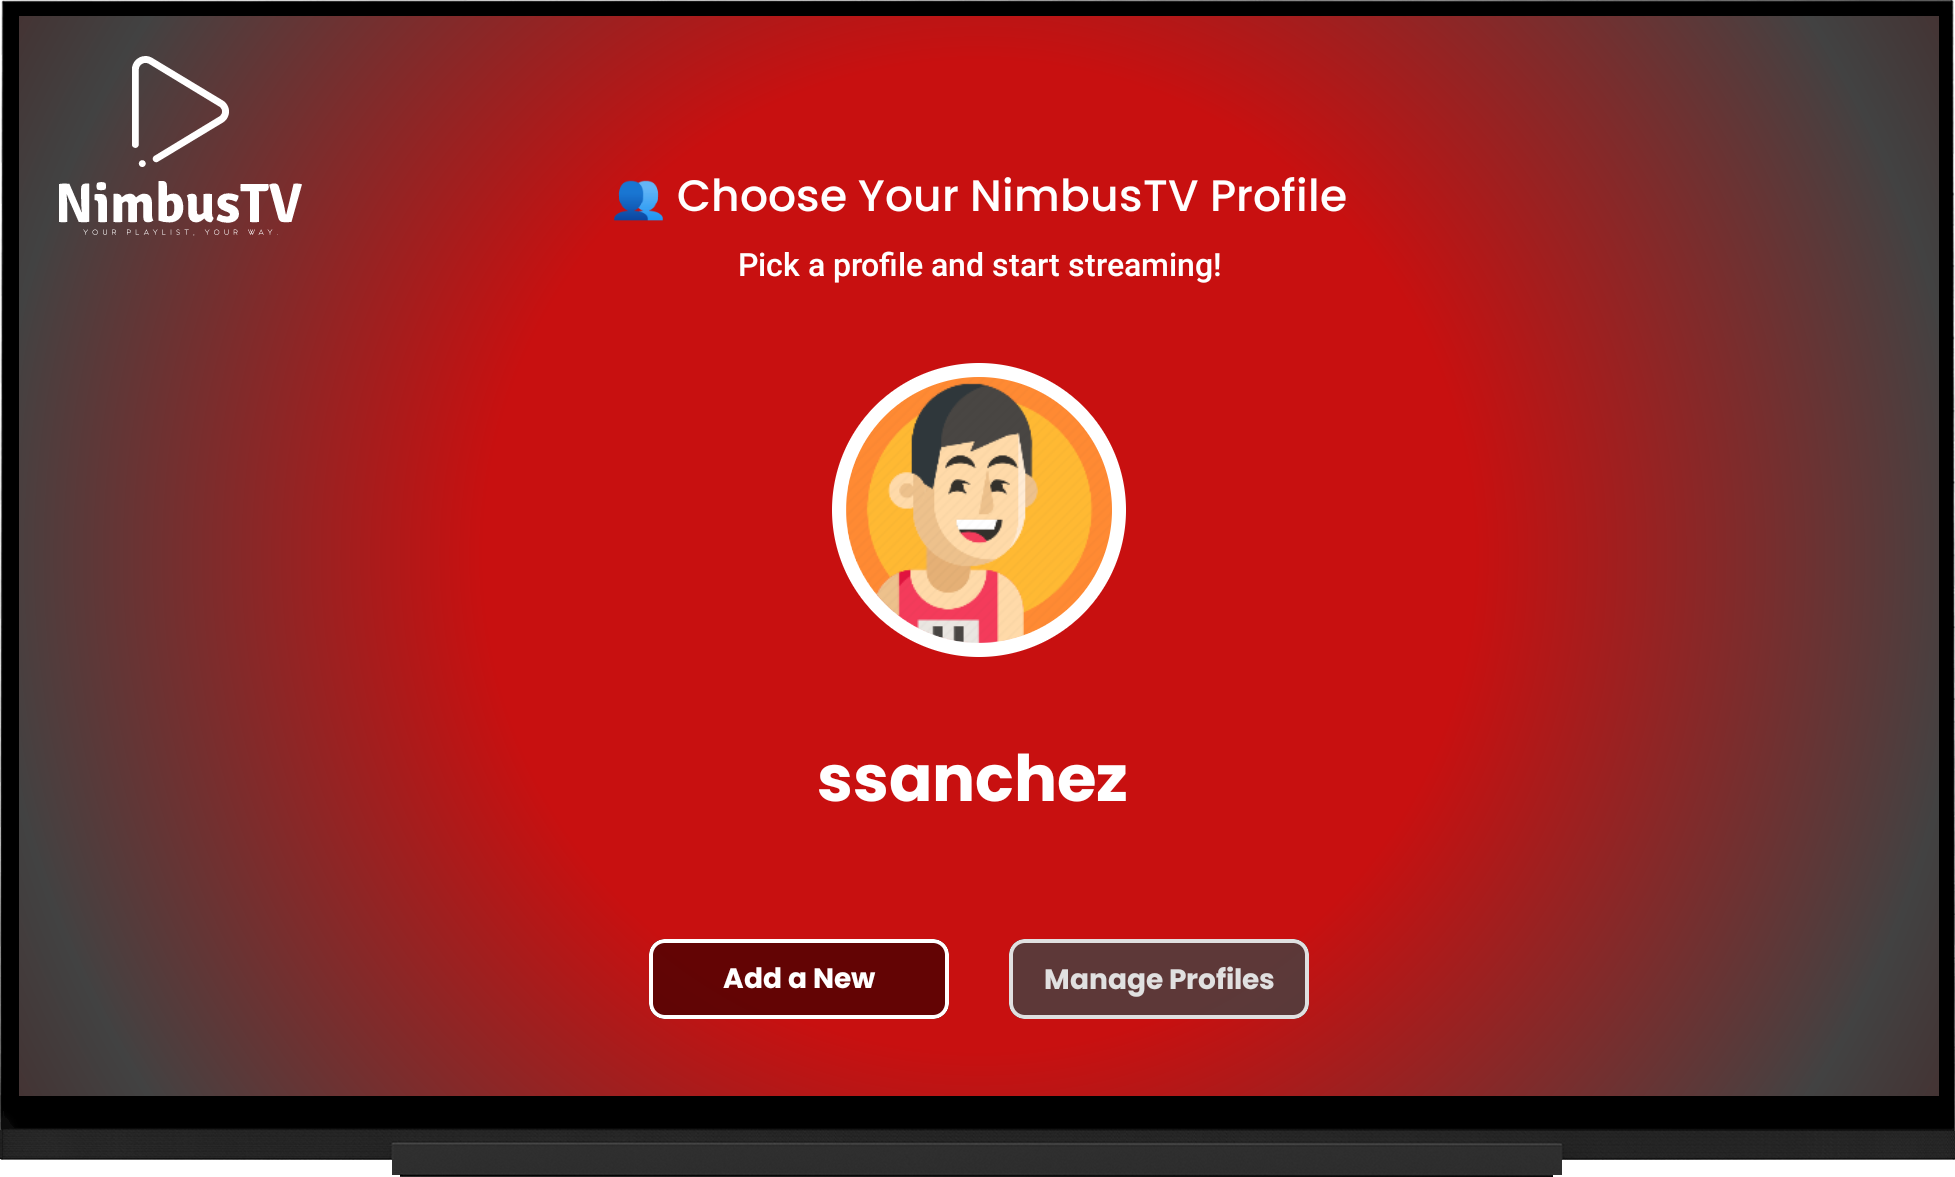 NimbusTV
YOUR PLAYLIST, YOUR WAY.
👥 Choose Your NimbusTV Profile
Pick a profile and start streaming!
ssanchez
Add a New
Manage Profiles